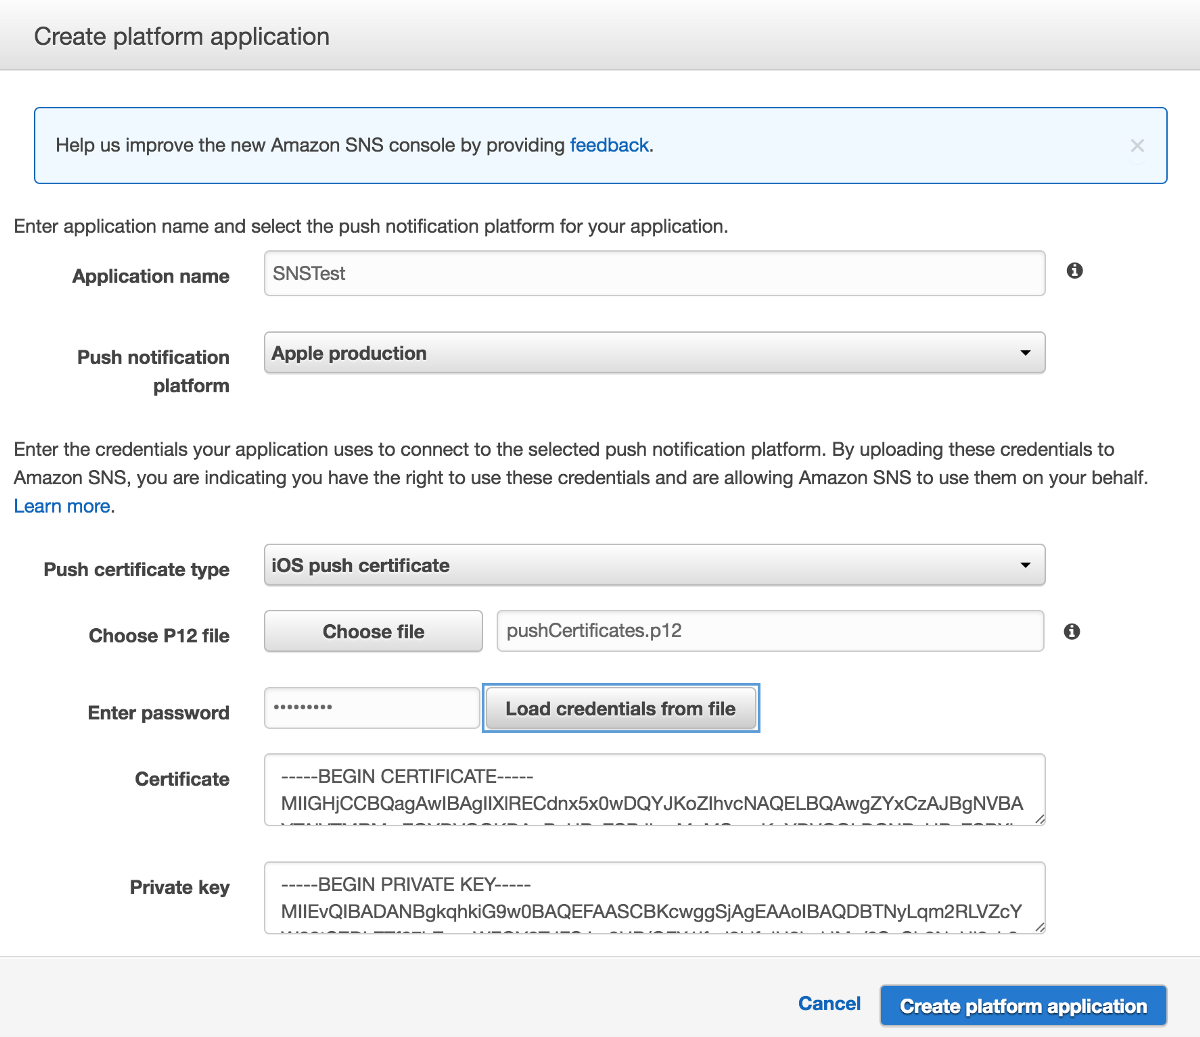 Create platform application
Help us improve the new Amazon SNS console by providing feedback.
Enter application name and select the push notification platform for your application.
Application name
SNSTest
Push notification
platform
Apple production
Enter the credentials your application uses to connect to the selected push notification platform. By uploading these credentials to
Amazon SNS, you are indicating you have the right to use these credentials and are allowing Amazon SNS to use them on your behalf.
Learn more.
Push certificate type
iOS push certificate
Choose P12 file
Choose file
pushCertificates.p12
Enter password
•••••••••
Load credentials from file
Certificate
-----BEGIN CERTIFICATE-----
MIIGHjCCBQagAwIBAgIIXlRECdnx5x0wDQYJKoZIhvcNAQELBQAwgZYxCzAJBgNVBA
Private key
-----BEGIN PRIVATE KEY-----
MIIEvQIBADANBgkqhkiG9w0BAQEFAASCBKcwggSjAgEAAoIBAQDBTNyLqm2RLVZcY
Cancel
Create platform application